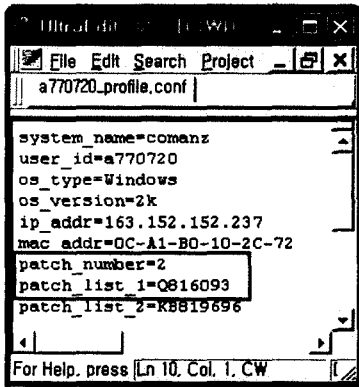 UltraEdit
File Edit Search Project
a770720_profile.conf
system_name=comanz
user_id=a770720
os_type=Windows
os_version=2k
ip_addr=163.152.152.237
mac_addr=0C-A1-B0-10-2C-72
patch_number=2
patch_list_1=Q816093
patch_list_2=KB819696
For Help, press Ln 10, Col. 1, CW